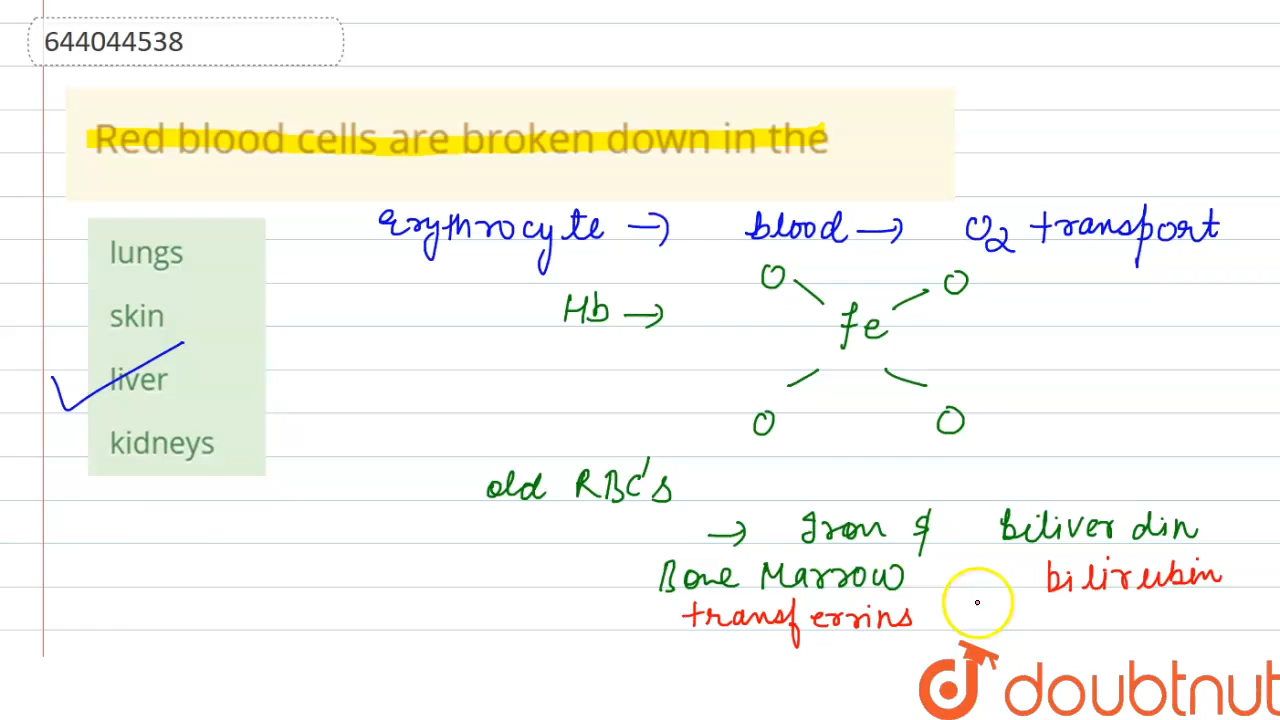 644044538
Red blood cells are broken down in the
lungs
skin
liver
kidneys
Erythrocyte → blood → O2 transport
Hb →
O O
fe
O O
old RBC's
→ Iron & biliverdin
Bone Marrow bilirubin
transferrins
doubtnut